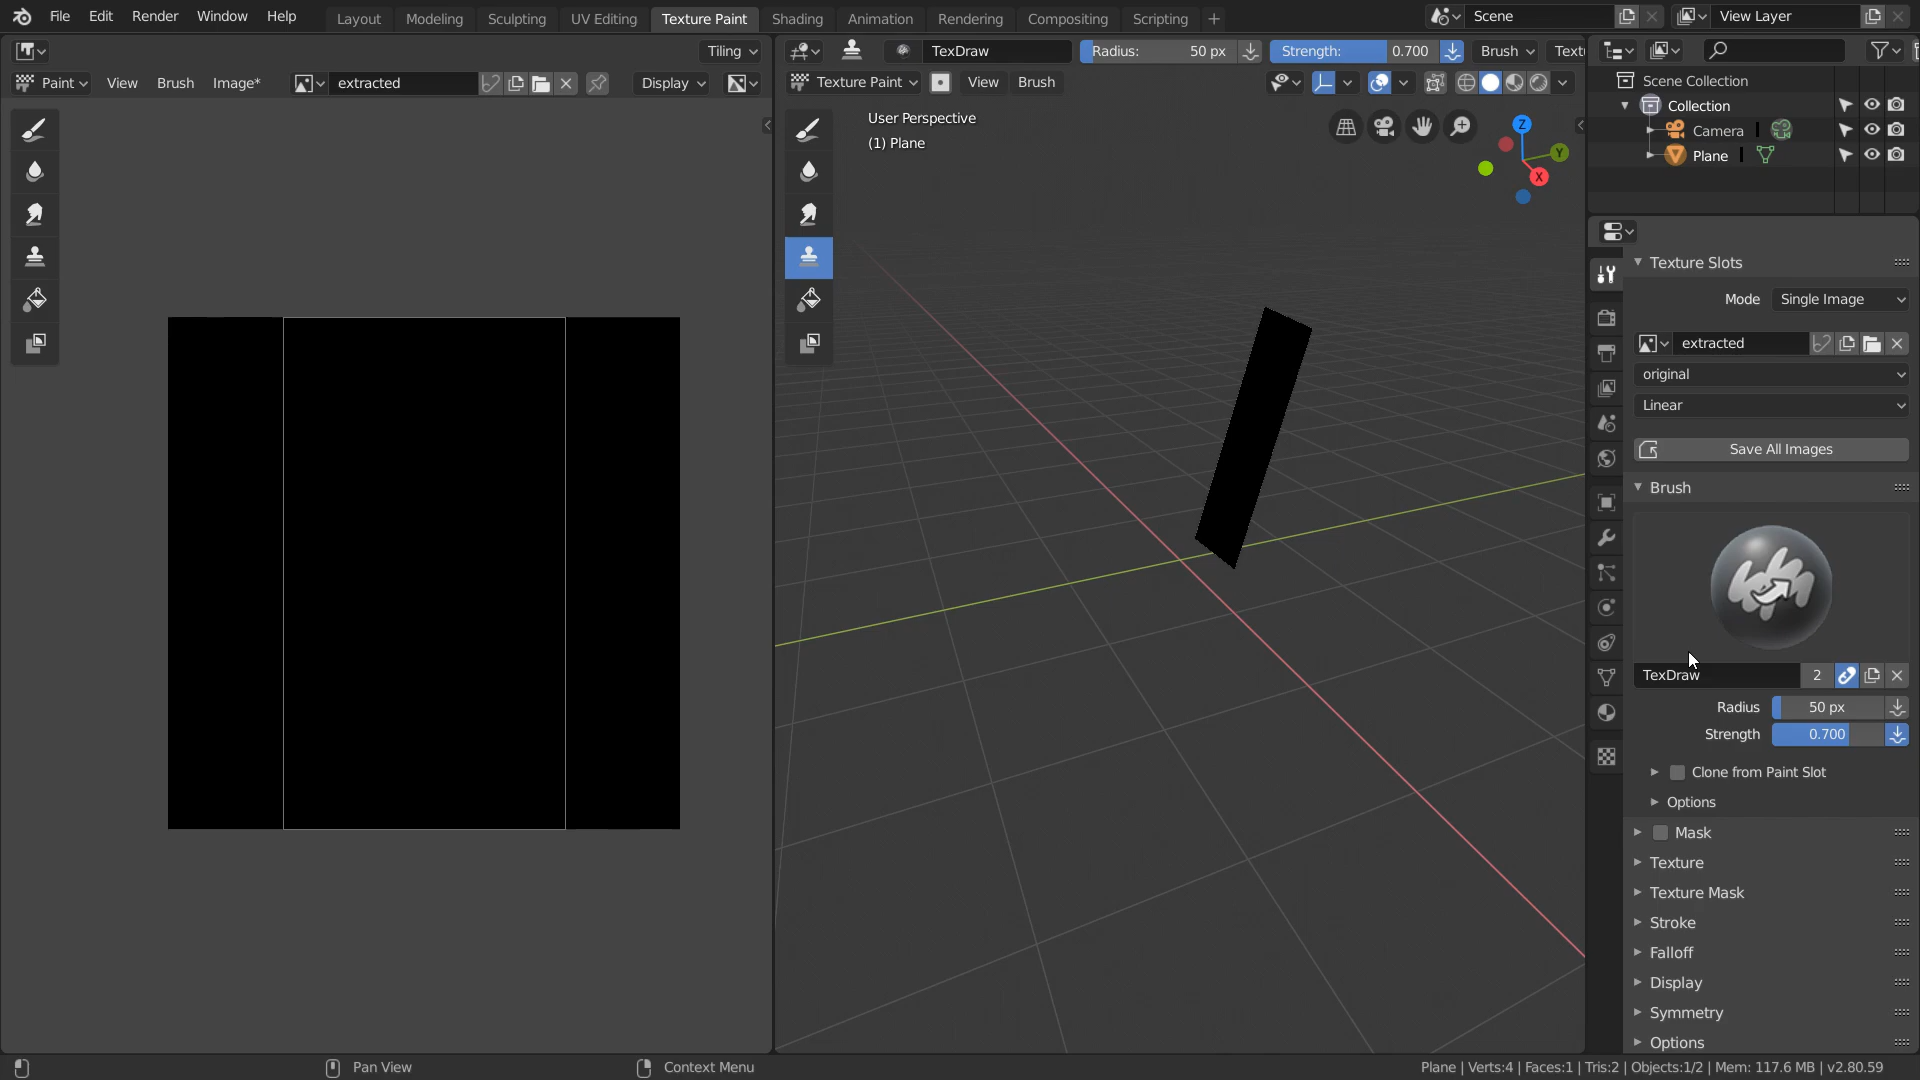 File Edit Render Window Help Layout Modeling Sculpting UV Editing Texture Paint Shading Animation Rendering Compositing Scripting + Scene View Layer
Tiling TexDraw Radius: 50 px Strength: 0.700 Brush Textu
Paint View Brush Image* extracted Display Texture Paint View Brush
User Perspective
(1) Plane
Z
Y
X
Scene Collection
Collection
Camera
Plane
Texture Slots
Mode Single Image
extracted
original
Linear
Save All Images
Brush
TexDraw 2
Radius 50 px
Strength 0.700
Clone from Paint Slot
Options
Mask
Texture
Texture Mask
Stroke
Falloff
Display
Symmetry
Options
Pan View Context Menu Plane | Verts:4 | Faces:1 | Tris:2 | Objects:1/2 | Mem: 117.6 MB | v2.80.59